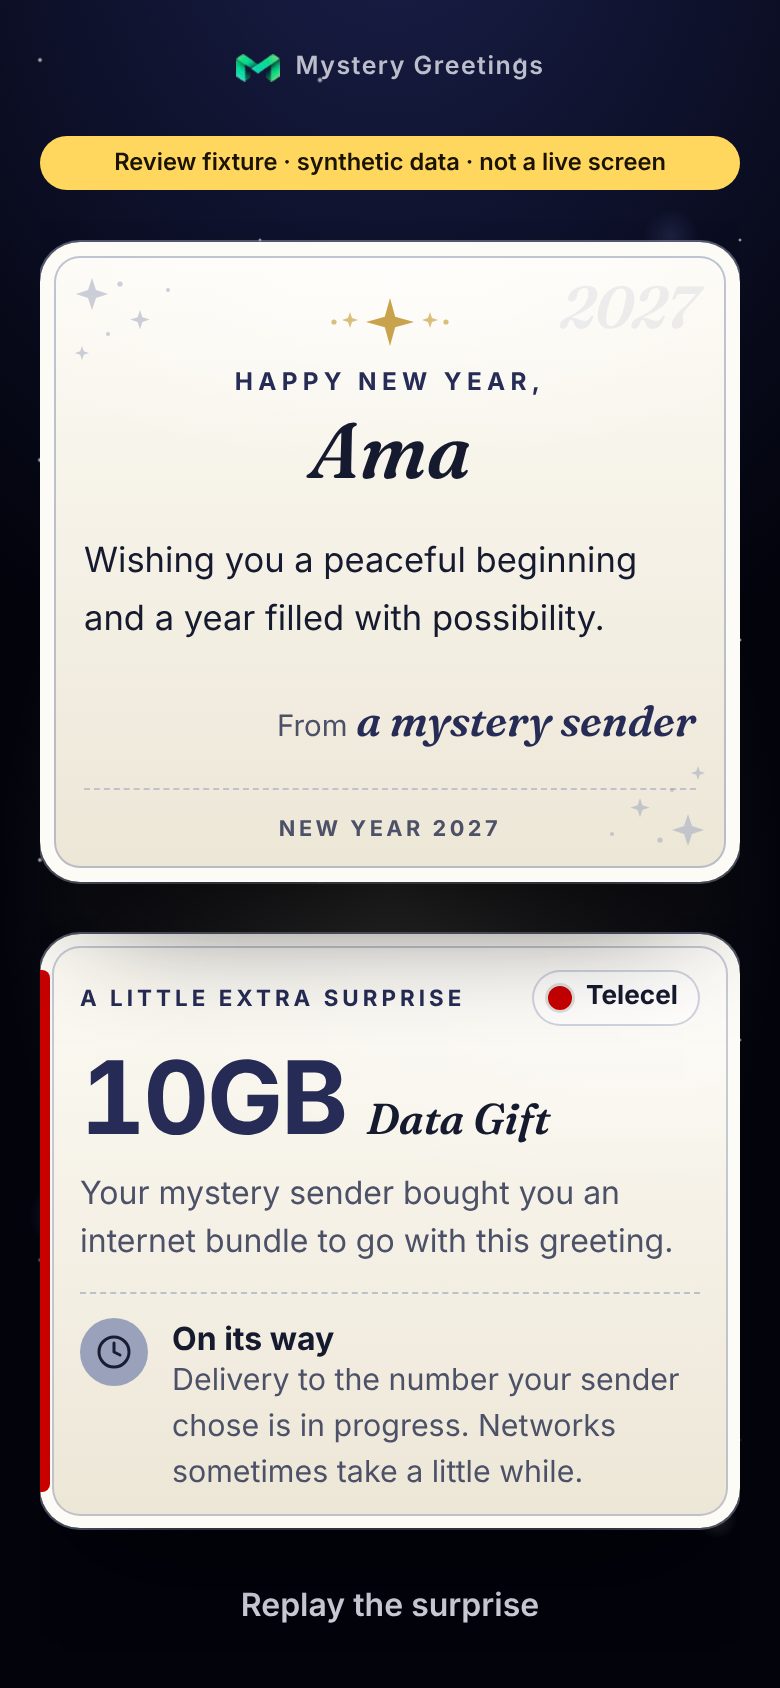 Mystery Greetings
Review fixture · synthetic data · not a live screen
2027
HAPPY NEW YEAR,
Ama
Wishing you a peaceful beginning
and a year filled with possibility.
From a mystery sender
NEW YEAR 2027
A LITTLE EXTRA SURPRISE
Telecel
10GB Data Gift
Your mystery sender bought you an
internet bundle to go with this greeting.
On its way
Delivery to the number your sender
chose is in progress. Networks
sometimes take a little while.
Replay the surprise